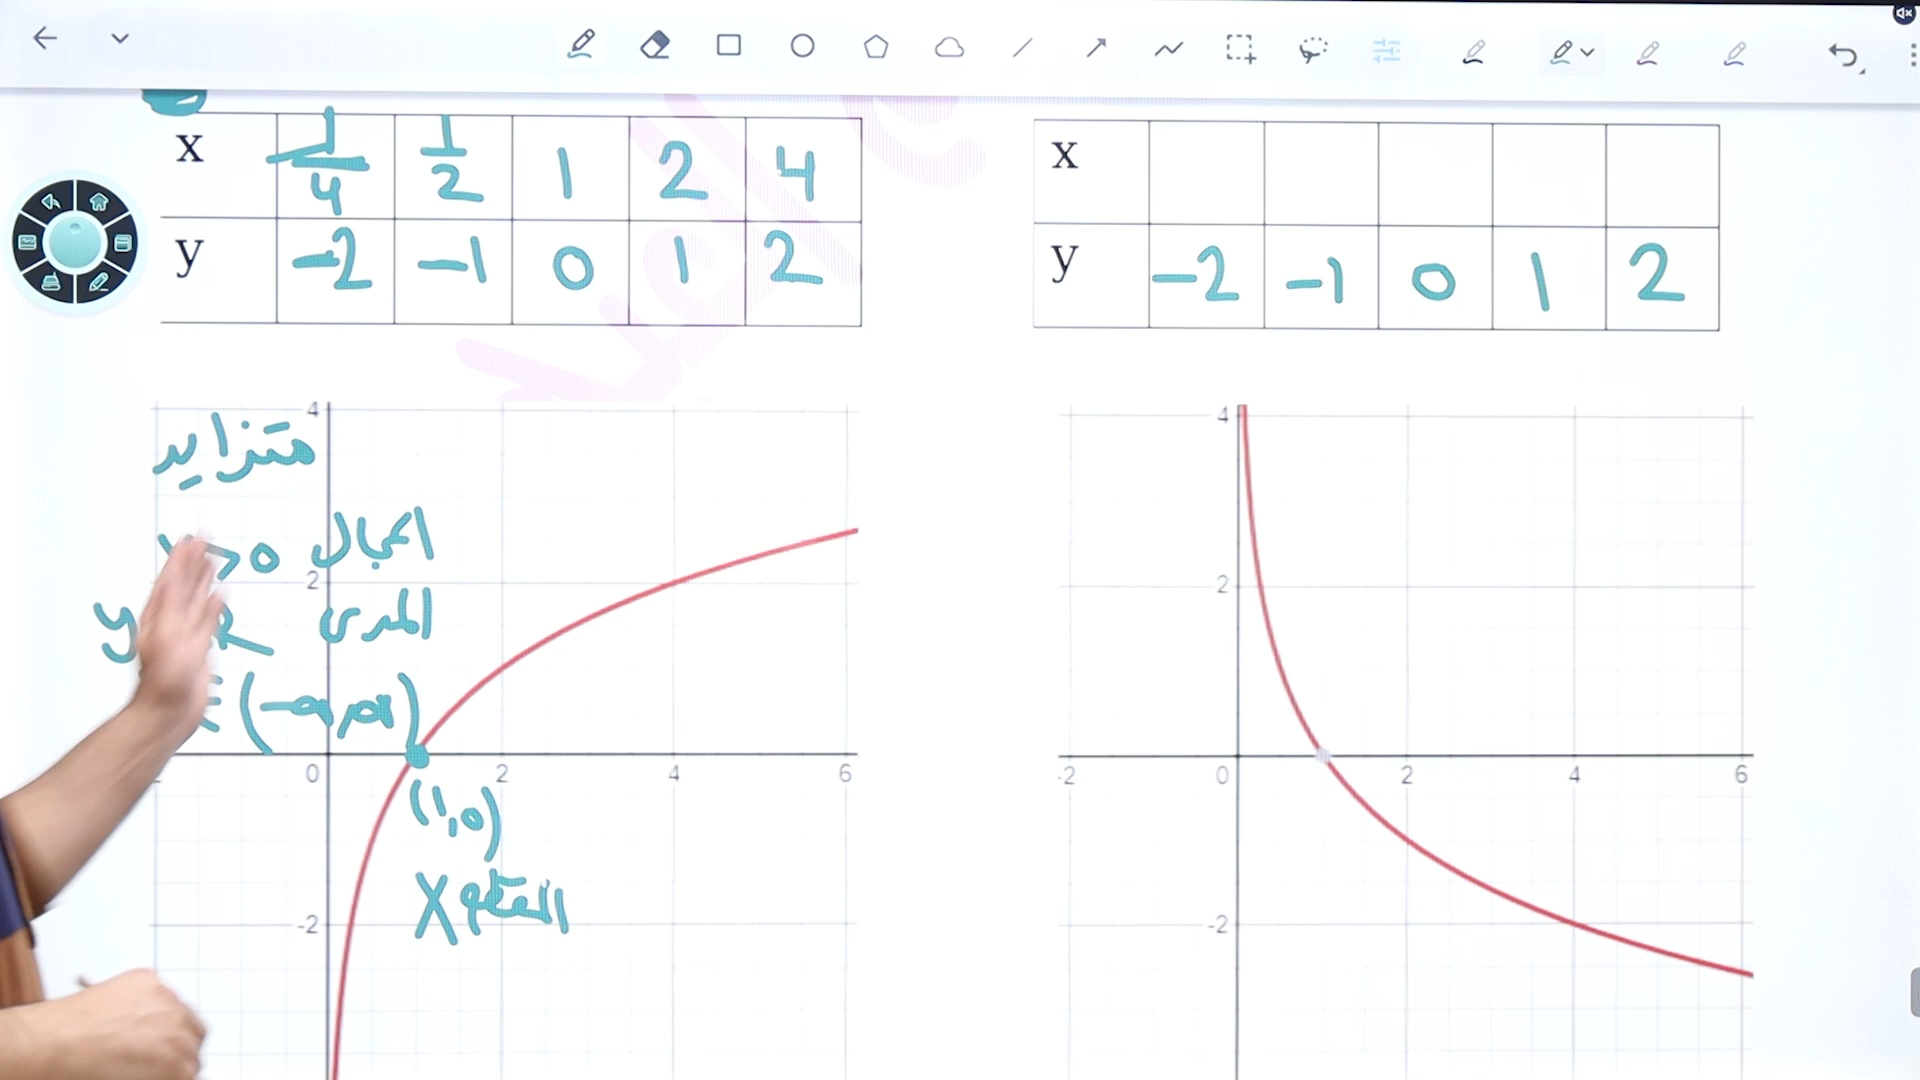 x 1/4 1/2 1 2 4
y -2 -1 0 1 2
x
y -2 -1 0 1 2
4
متزايد
المجال >0
2
المدى y R
(-∞,∞)
0 2 4 6
(1,0)
المقطع X
-2
4
2
-2 0 2 4 6
-2